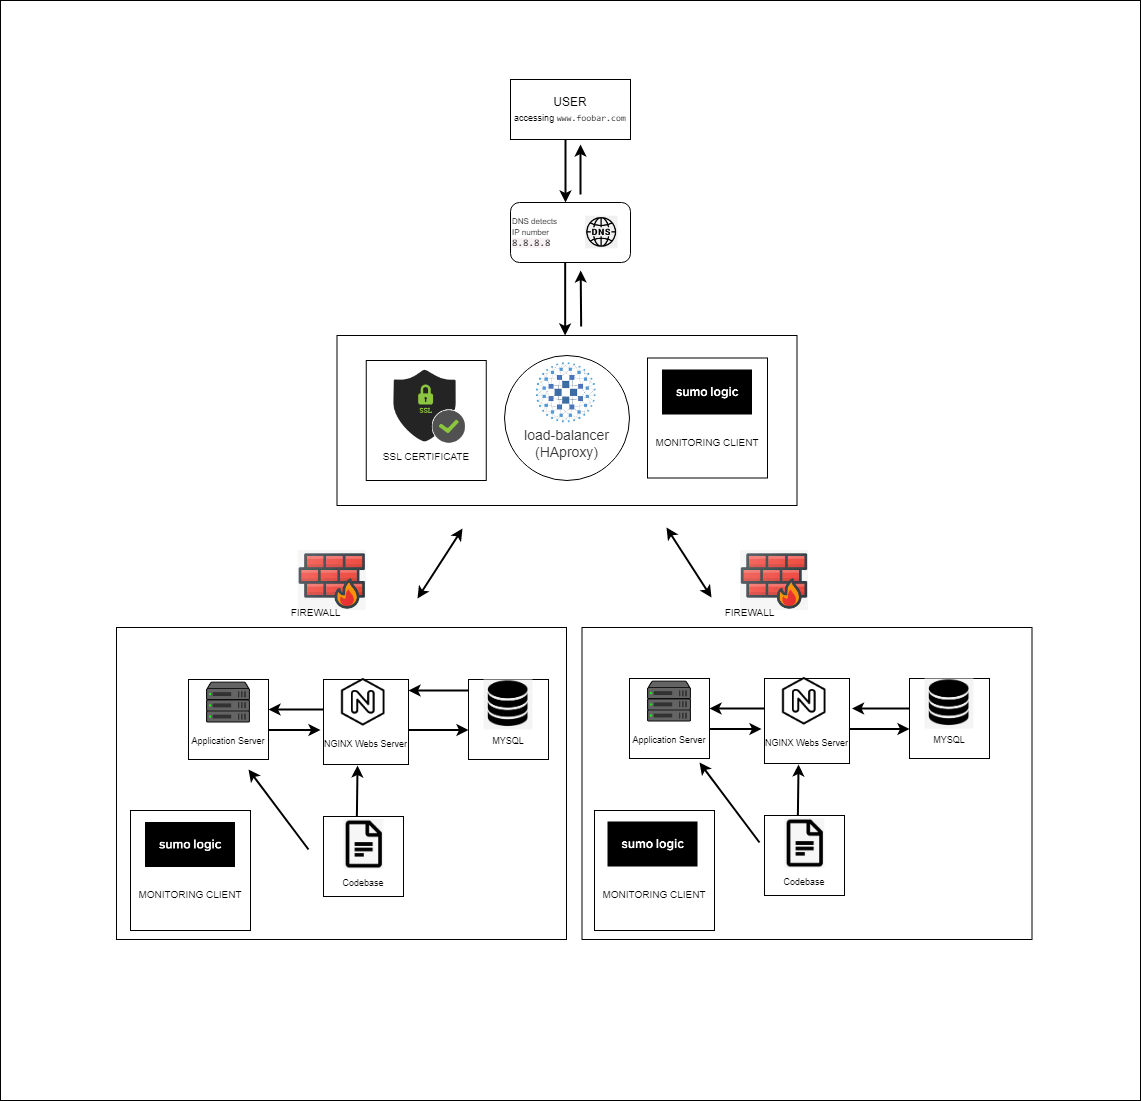 USER
accessing www.foobar.com
DNS detects
IP number
8.8.8.8
DNS
SSL
SSL CERTIFICATE
load-balancer
(HAproxy)
sumo logic
MONITORING CLIENT
FIREWALL
FIREWALL
Application Server
N
NGINX Webs Server
MYSQL
sumo logic
MONITORING CLIENT
Codebase
Application Server
N
NGINX Webs Server
MYSQL
sumo logic
MONITORING CLIENT
Codebase